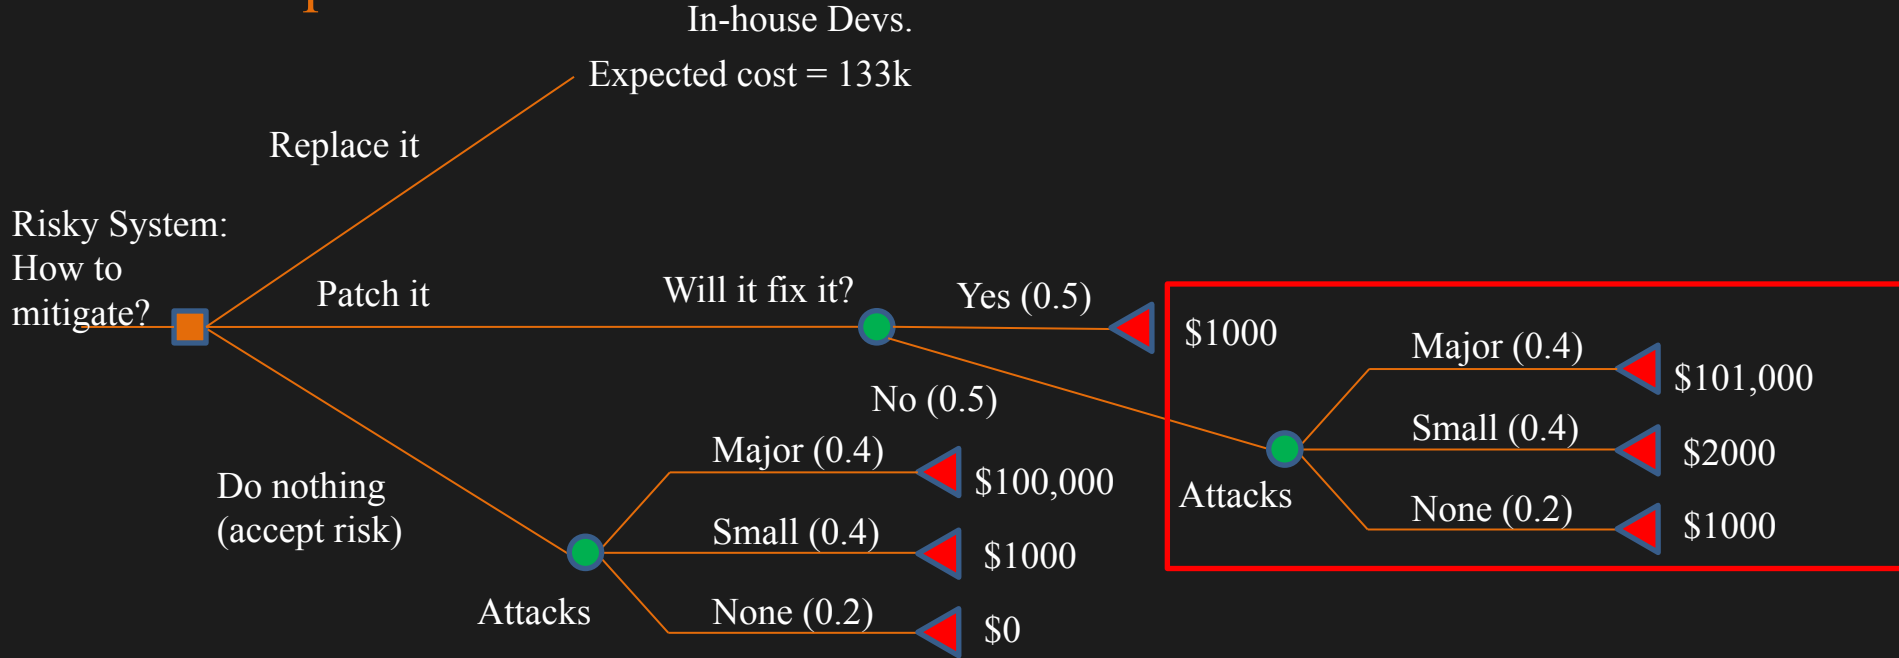 In-house Devs.
Expected cost = 133k
Replace it
Risky System:
How to
mitigate?
Patch it
Will it fix it?
Yes (0.5)
$1000
No (0.5)
Major (0.4)
$101,000
Small (0.4)
$2000
None (0.2)
$1000
Attacks
Do nothing
(accept risk)
Major (0.4)
$100,000
Small (0.4)
$1000
None (0.2)
$0
Attacks